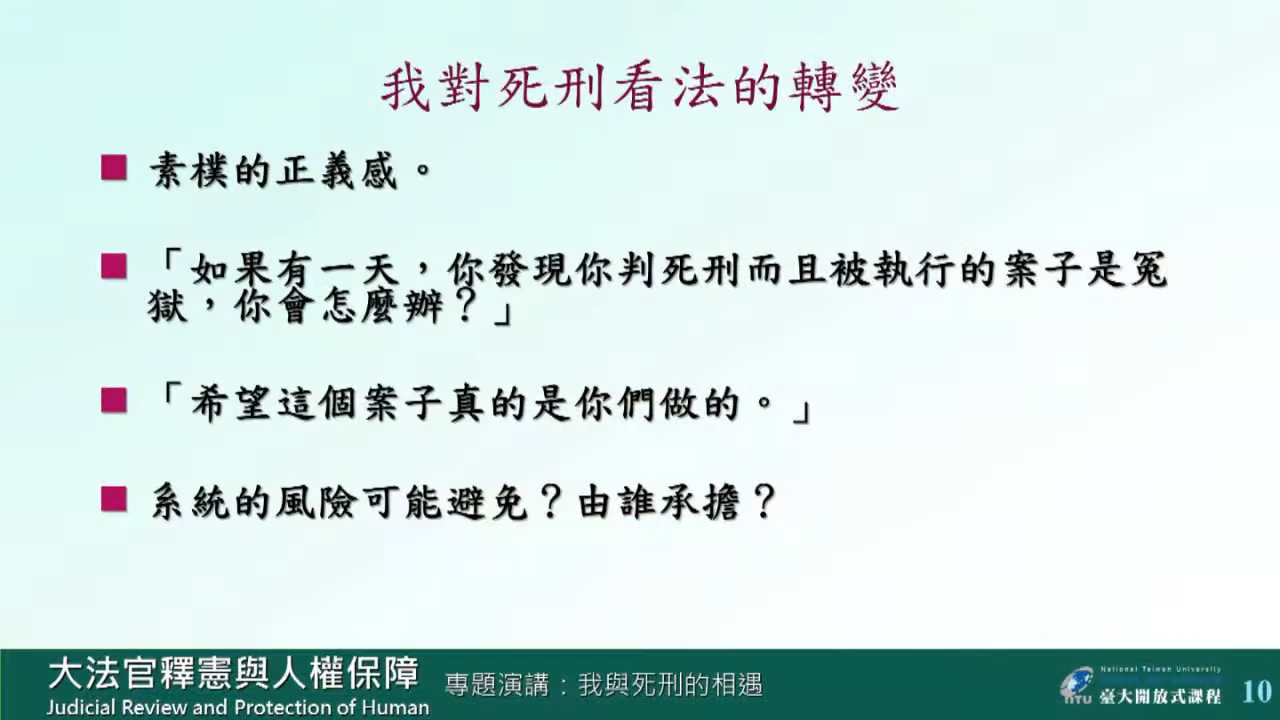 我對死刑看法的轉變
素樸的正義感。
「如果有一天，你發現你判死刑而且被執行的案子是冤
獄，你會怎麼辦？」
「希望這個案子真的是你們做的。」
系統的風險可能避免？由誰承擔？
大法官釋憲與人權保障
Judicial Review and Protection of Human
專題演講：我與死刑的相遇
National Taiwan University
NTU 臺大開放式課程
10